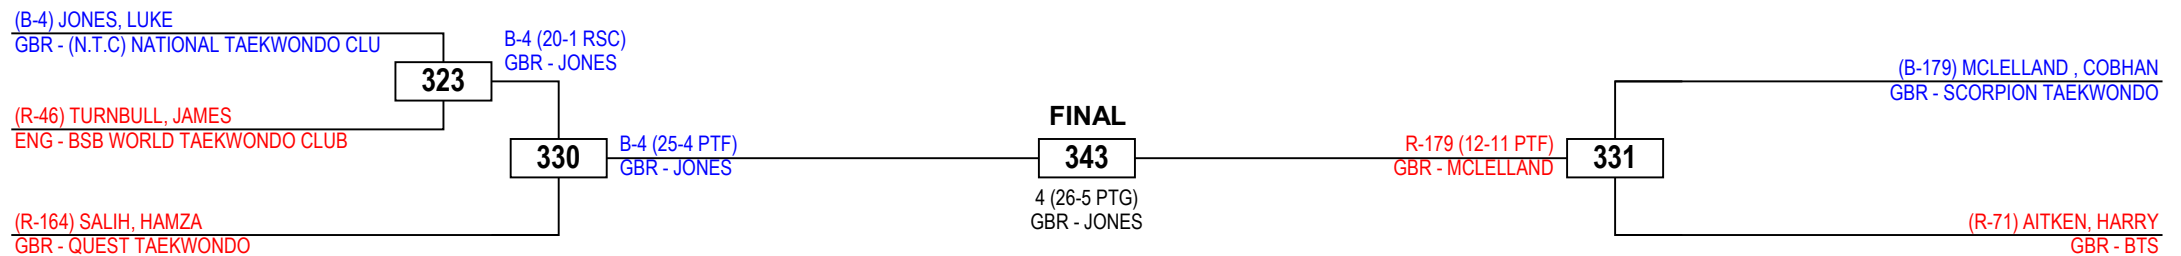 (B-4) JONES, LUKE
GBR - (N.T.C) NATIONAL TAEKWONDO CLU
B-4 (20-1 RSC)
GBR - JONES
323
(R-46) TURNBULL, JAMES
ENG - BSB WORLD TAEKWONDO CLUB
330
B-4 (25-4 PTF)
GBR - JONES
(R-164) SALIH, HAMZA
GBR - QUEST TAEKWONDO
FINAL
343
4 (26-5 PTG)
GBR - JONES
(B-179) MCLELLAND , COBHAN
GBR - SCORPION TAEKWONDO
R-179 (12-11 PTF)
GBR - MCLELLAND
331
(R-71) AITKEN, HARRY
GBR - BTS